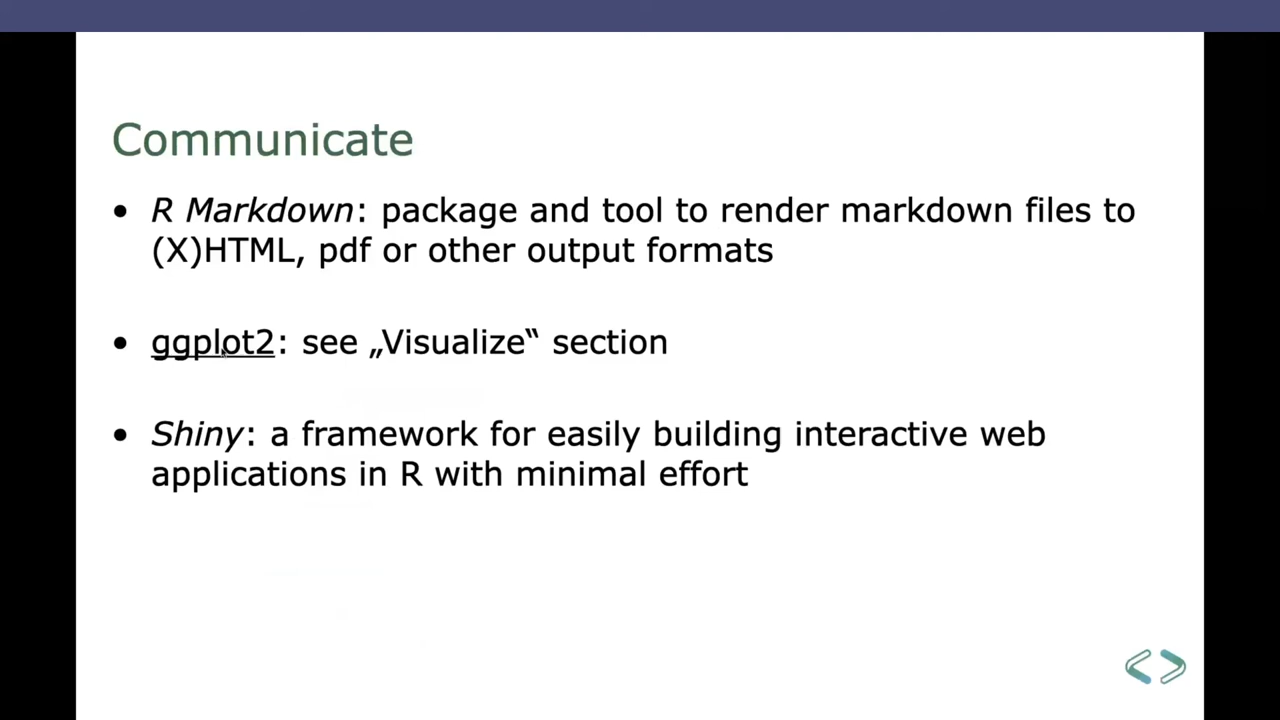 Communicate
• R Markdown: package and tool to render markdown files to
(X)HTML, pdf or other output formats
• ggplot2: see „Visualize‟ section
• Shiny: a framework for easily building interactive web
applications in R with minimal effort